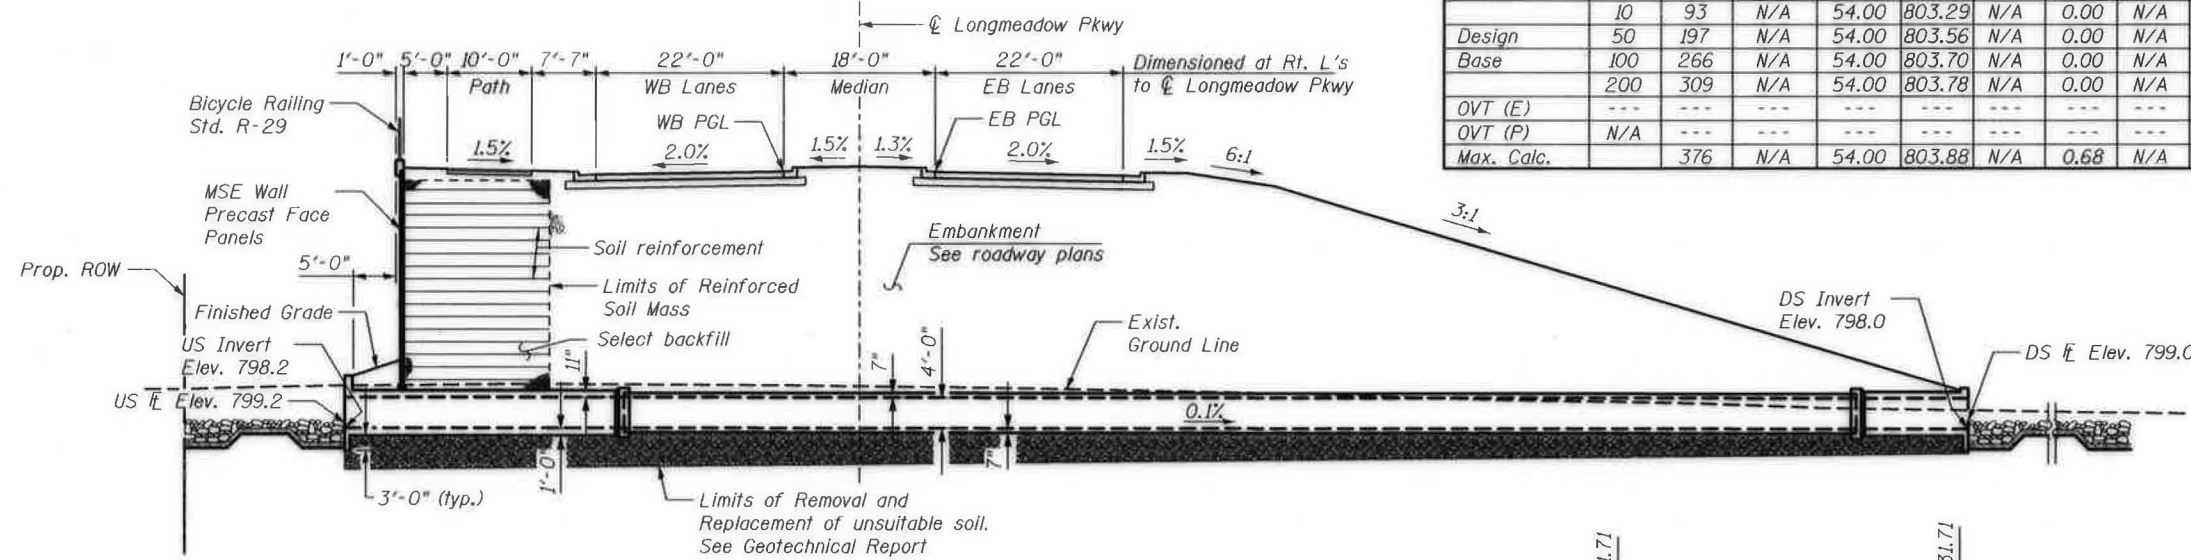 ℄ Longmeadow Pkwy
1'-0" 5'-0" 10'-0" 7'-7" 22'-0" 18'-0" 22'-0" Dimensioned at Rt. L's
Path WB Lanes Median EB Lanes to ℄ Longmeadow Pkwy
Bicycle Railing
Std. R-29
WB PGL
EB PGL
1.5% 2.0% 1.5% 1.3% 2.0% 1.5% 6:1
3:1
MSE Wall
Precast Face
Panels
Soil reinforcement
Embankment
See roadway plans
Prop. ROW
5'-0"
Limits of Reinforced
Soil Mass
Finished Grade
Select backfill
Exist.
Ground Line
DS Invert
Elev. 798.0
US Invert
Elev. 798.2
11"
7"
4'-0"
DS F̲L Elev. 799.0
US F̲L Elev. 799.2
0.1%
1'-0"
7"
3'-0" (typ.)
Limits of Removal and
Replacement of unsuitable soil.
See Geotechnical Report
10 93 N/A 54.00 803.29 N/A 0.00 N/A
Design 50 197 N/A 54.00 803.56 N/A 0.00 N/A
Base 100 266 N/A 54.00 803.70 N/A 0.00 N/A
200 309 N/A 54.00 803.78 N/A 0.00 N/A
OVT (E) --- --- --- --- --- --- --- ---
OVT (P) N/A --- --- --- --- --- --- ---
Max. Calc. 376 N/A 54.00 803.88 N/A 0.68 N/A